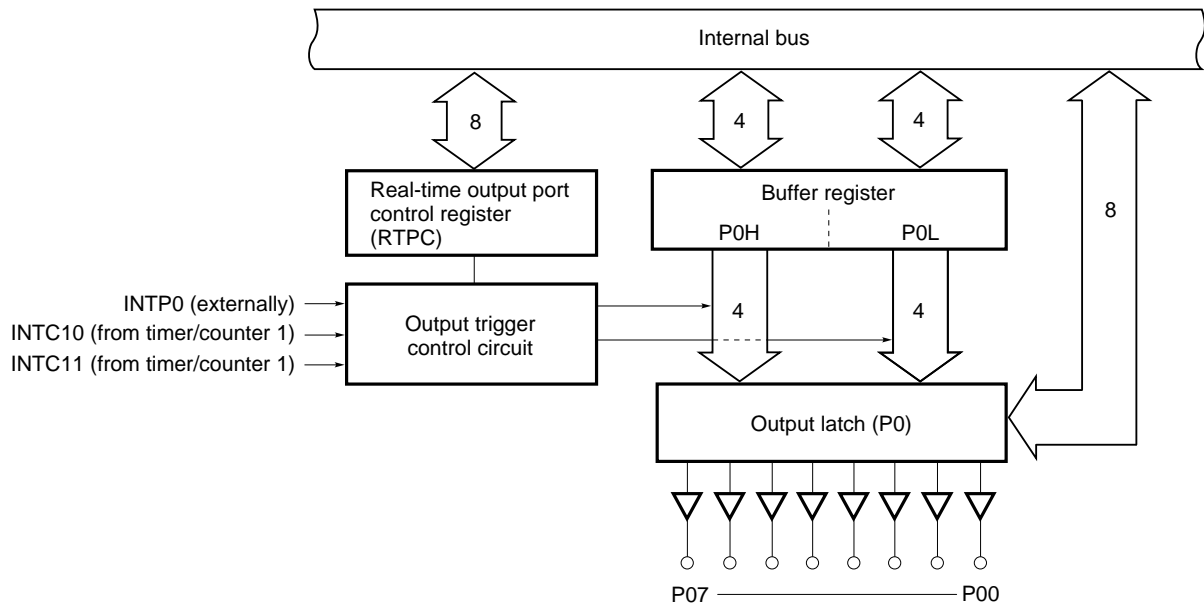 Internal bus
8
4
4
8
Real-time output port
control register
(RTPC)
Buffer register
P0H
P0L
INTP0 (externally)
INTC10 (from timer/counter 1)
INTC11 (from timer/counter 1)
Output trigger
control circuit
4
4
Output latch (P0)
P07
P00